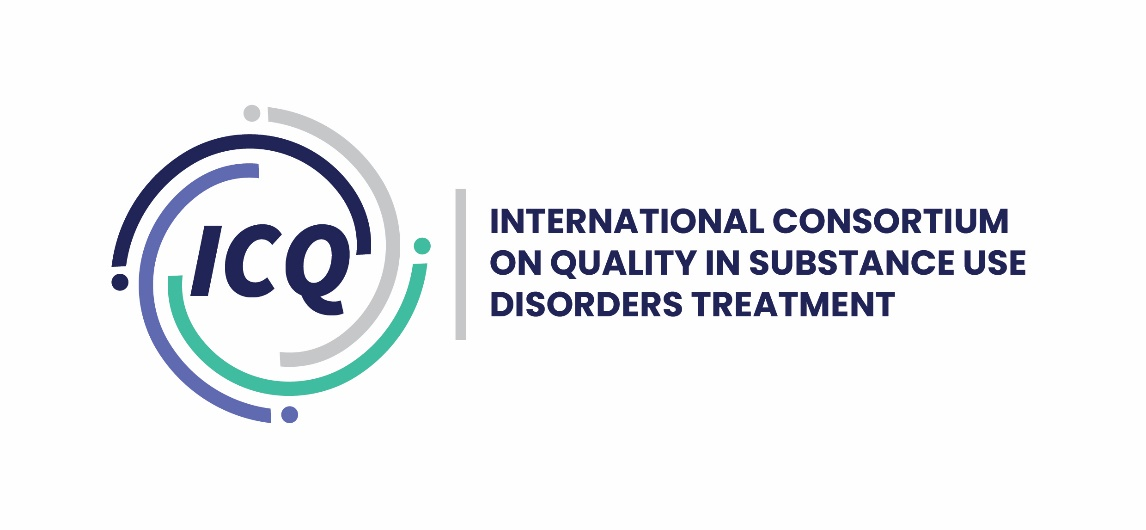 ICQ
INTERNATIONAL CONSORTIUM
ON QUALITY IN SUBSTANCE USE
DISORDERS TREATMENT